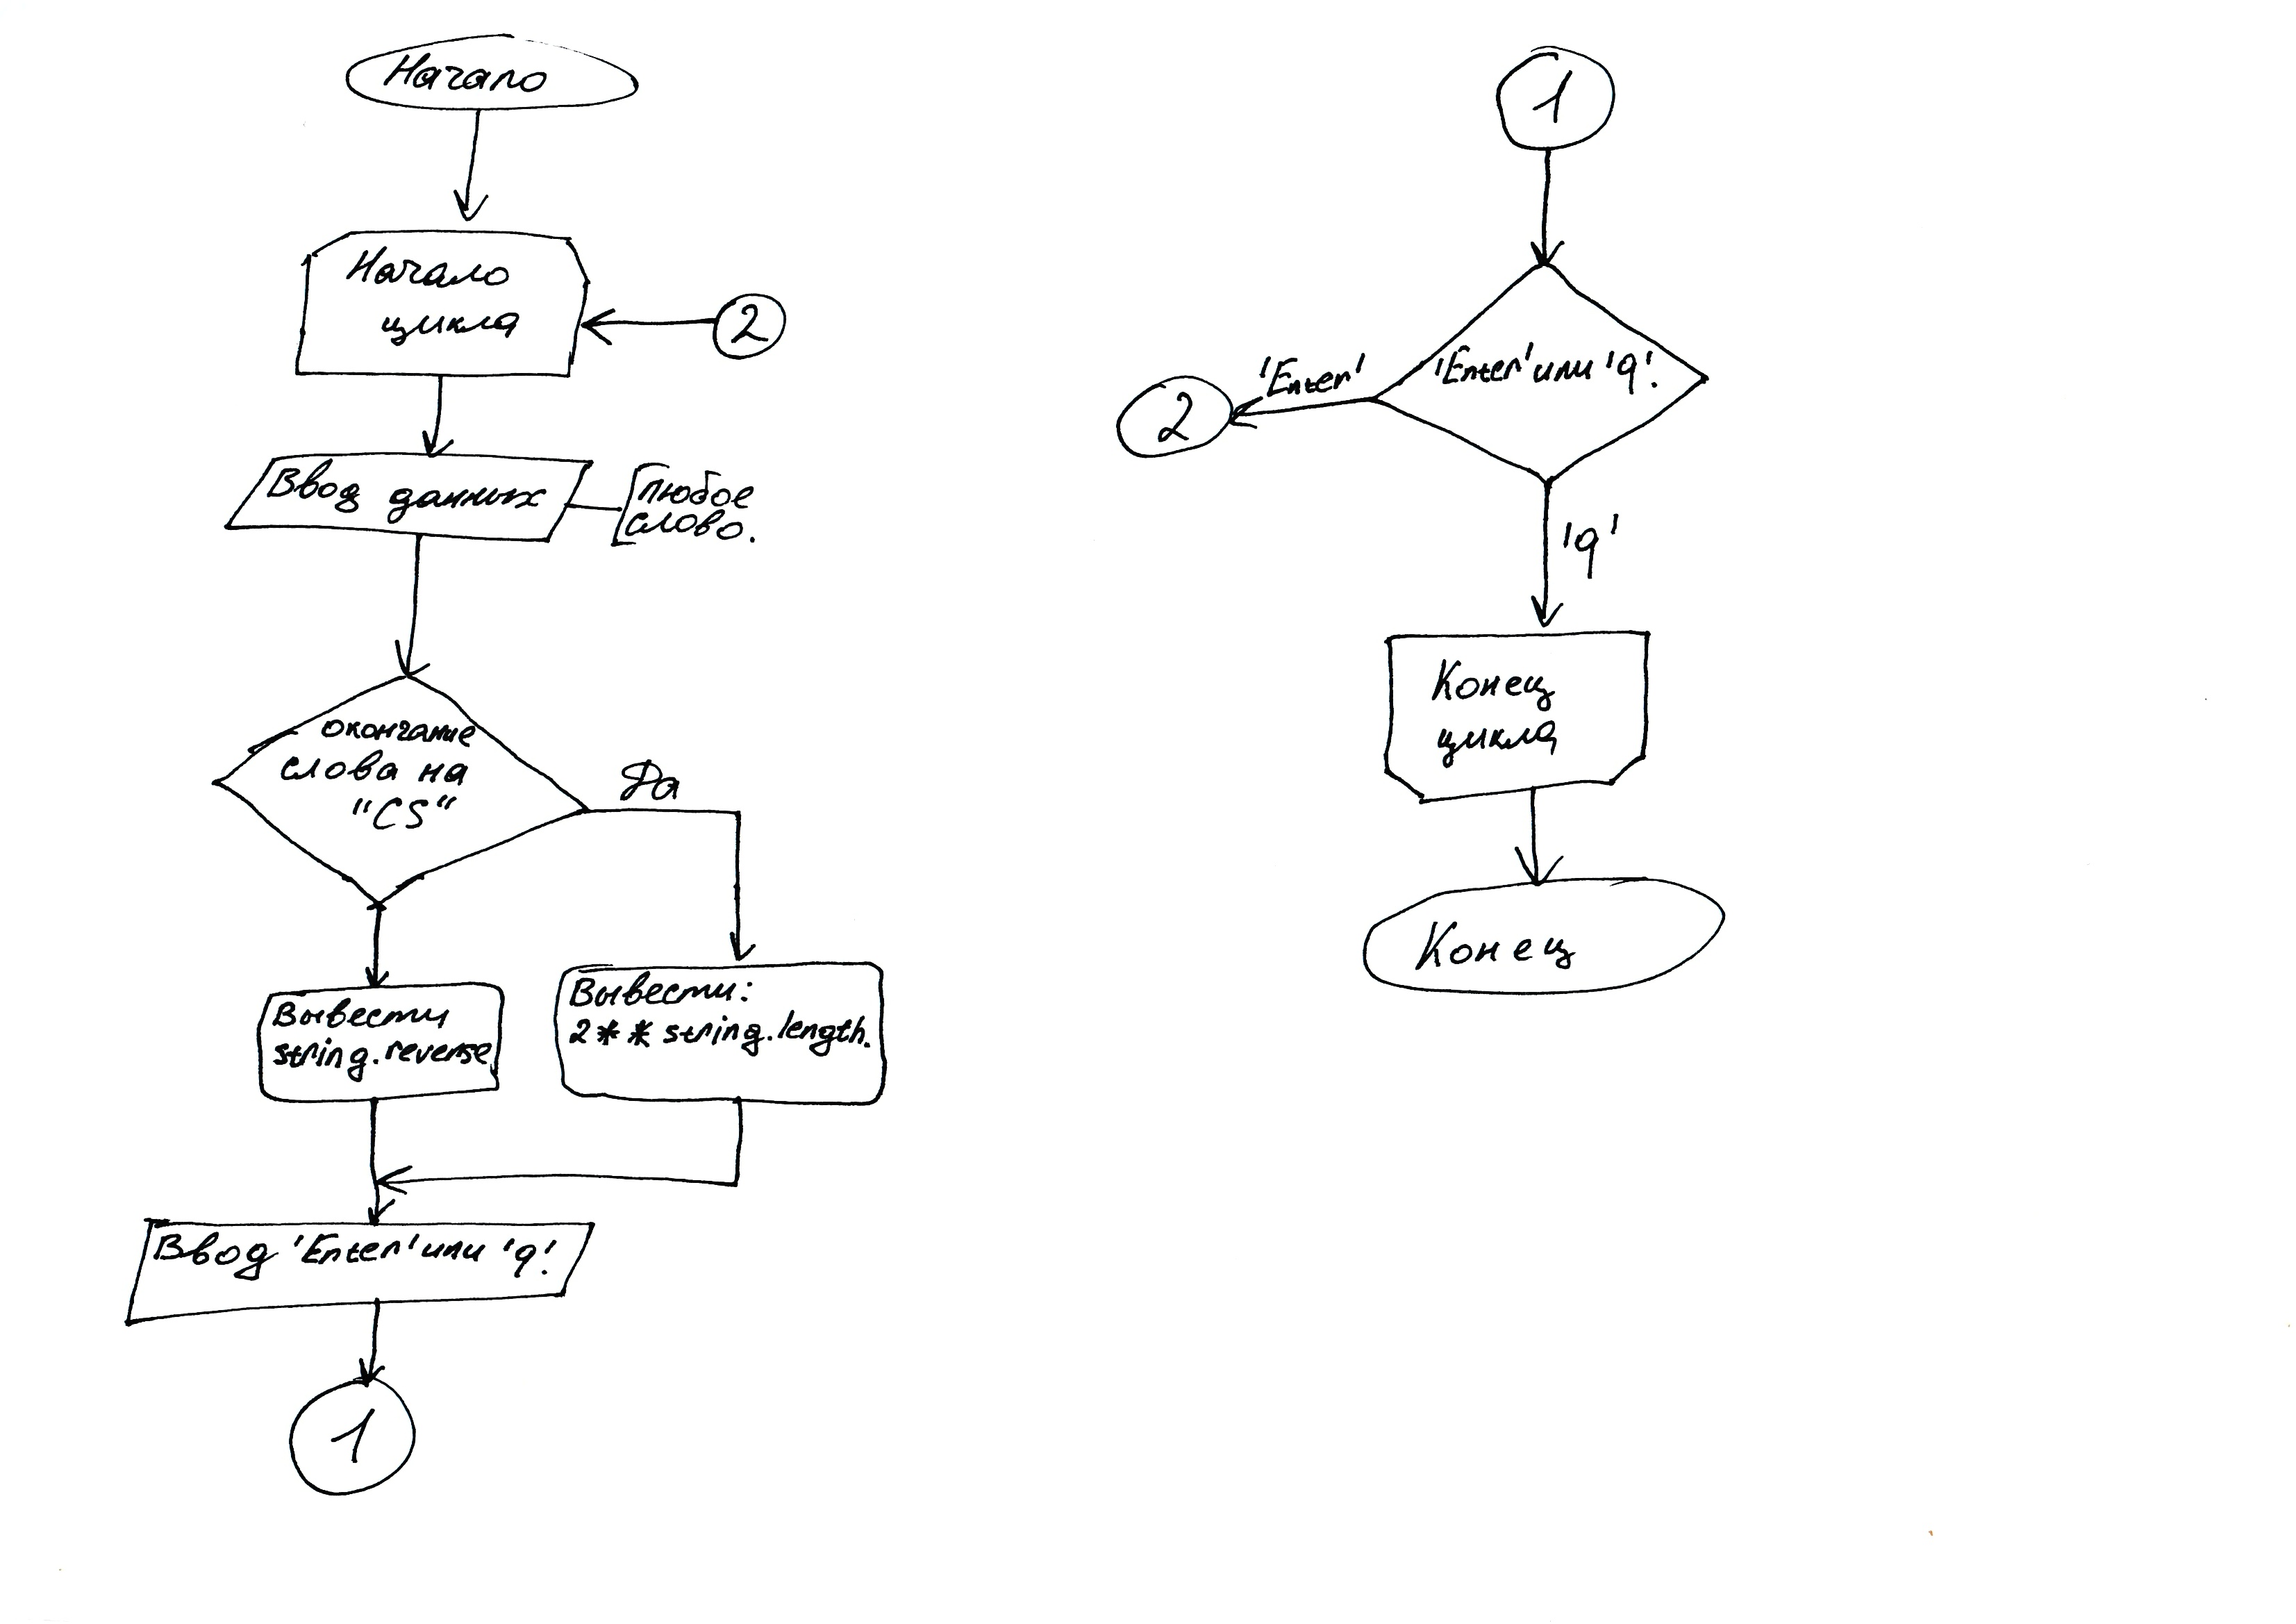 Начало
Начало
цикла
2
Ввод данных
любое
слово.
окончание
слова на
"CS"
Да
Вывести
string.reverse
Вывести:
2** string.length.
Ввод 'Enter' или 'q'.
1
1
'Enter' или 'q'.
'Enter'
2
'q'
Конец
цикла
Конец